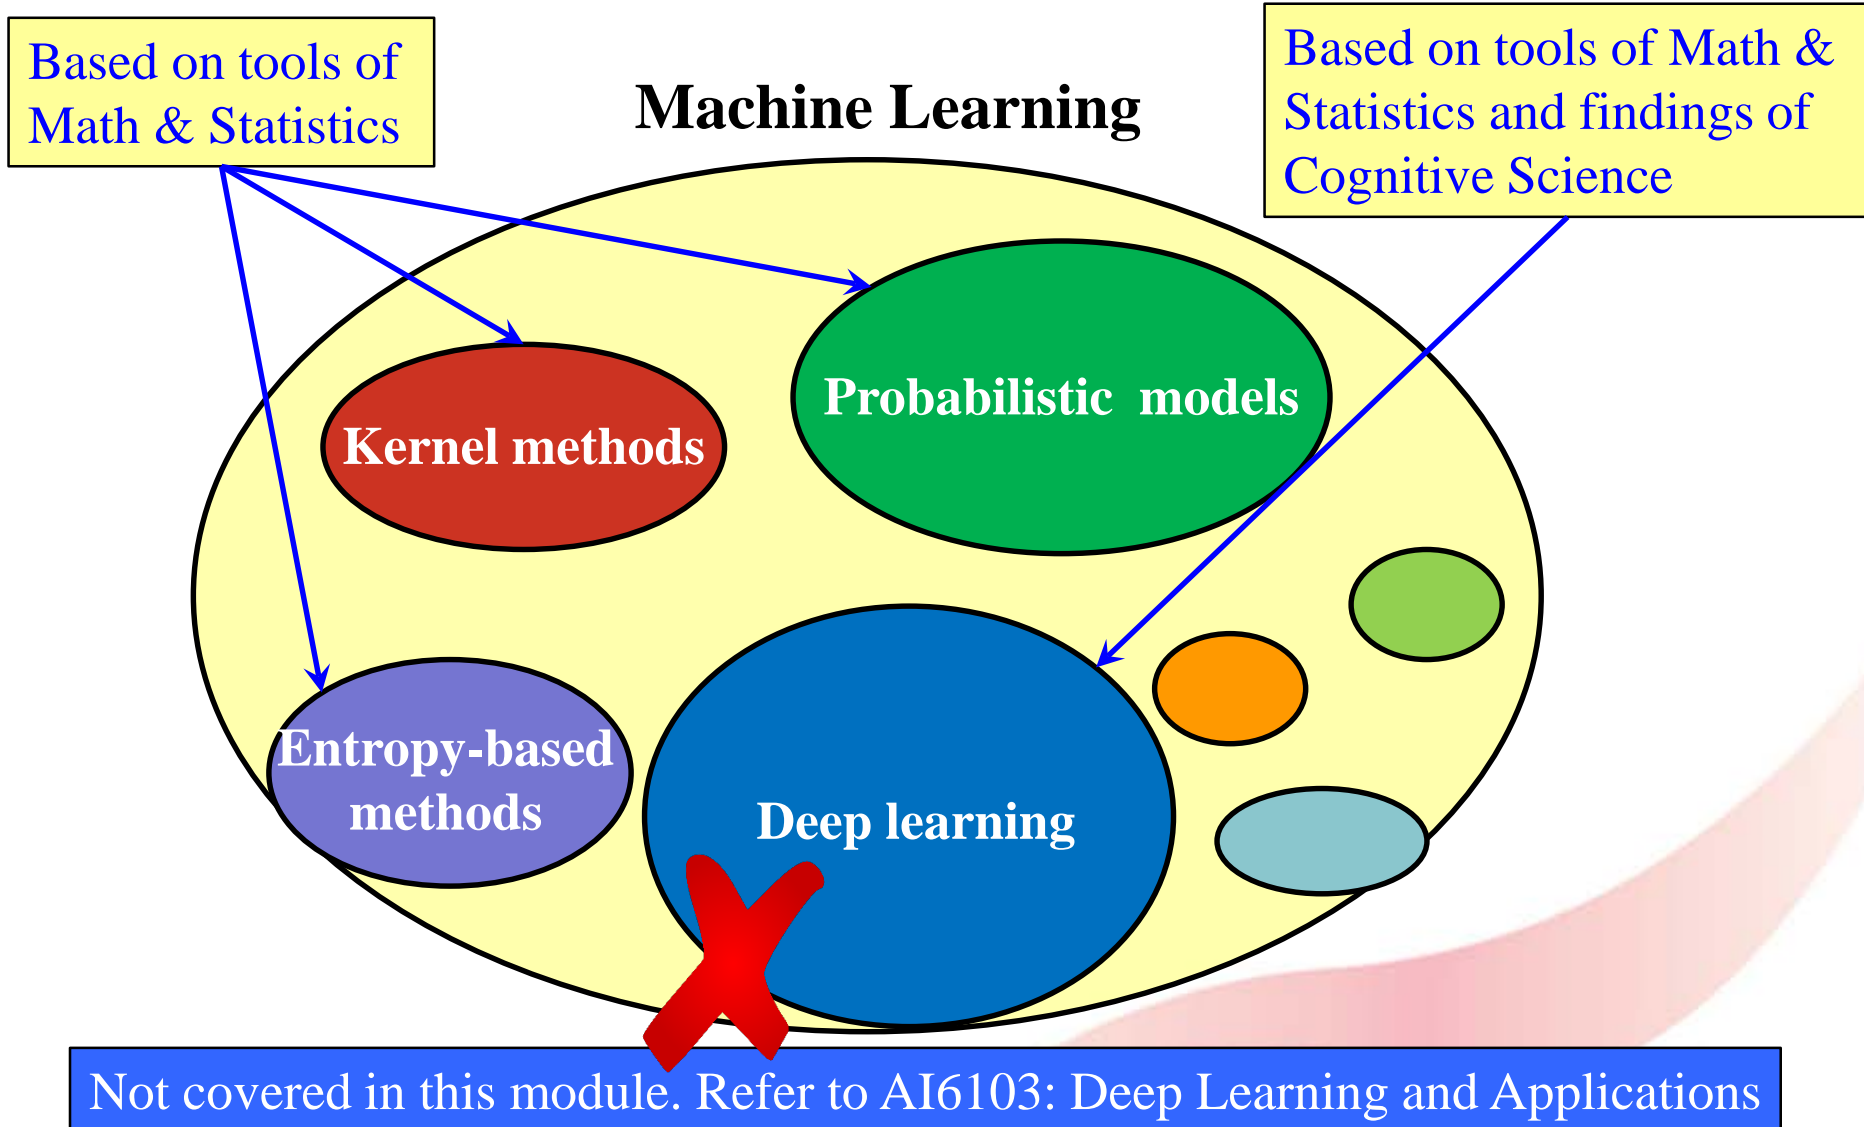 Based on tools of
Math & Statistics
Machine Learning
Based on tools of Math &
Statistics and findings of
Cognitive Science
Probabilistic models
Kernel methods
Entropy-based
methods
Deep learning
Not covered in this module. Refer to AI6103: Deep Learning and Applications